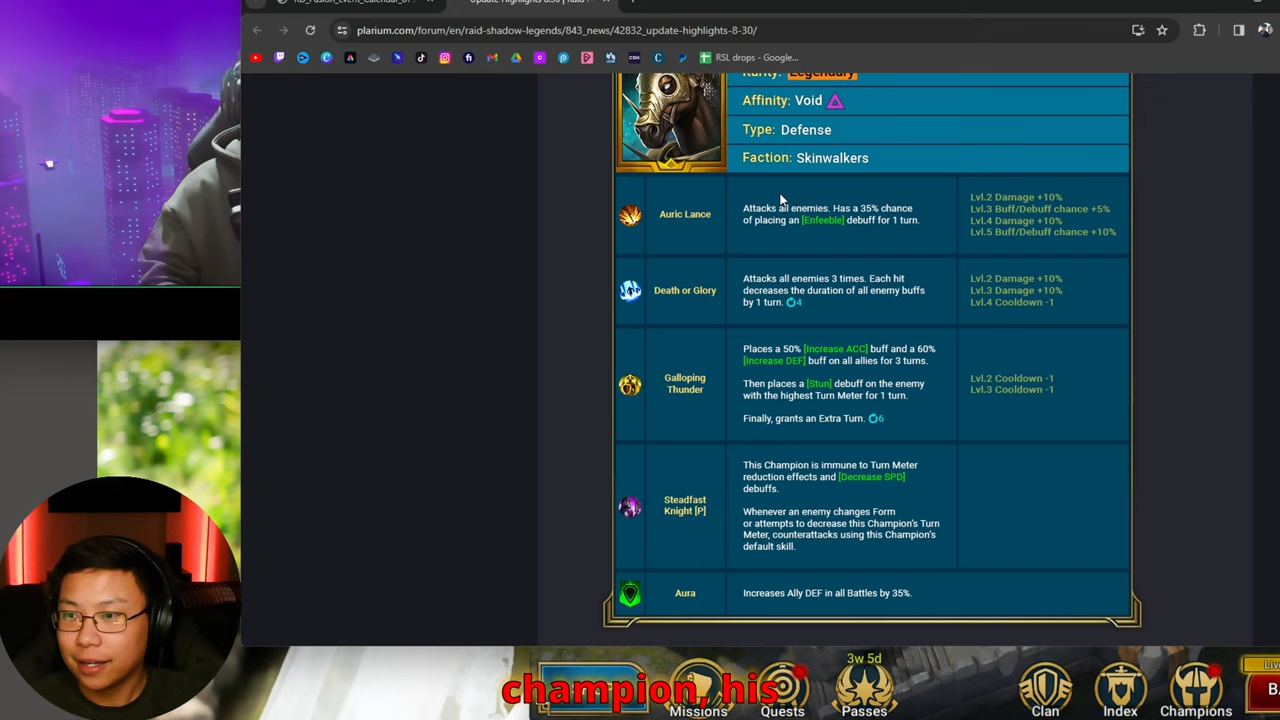 plarium.com/forum/en/raid-shadow-legends/843_news/42832_update-highlights-8-30/
RSL drops - Google...
Rarity: Legendary
Affinity: Void
Type: Defense
Faction: Skinwalkers
Auric Lance
Attacks all enemies. Has a 35% chance
of placing an [Enfeeble] debuff for 1 turn.
Lvl.2 Damage +10%
Lvl.3 Buff/Debuff chance +5%
Lvl.4 Damage +10%
Lvl.5 Buff/Debuff chance +10%
Death or Glory
Attacks all enemies 3 times. Each hit
decreases the duration of all enemy buffs
by 1 turn. 4
Lvl.2 Damage +10%
Lvl.3 Damage +10%
Lvl.4 Cooldown -1
Galloping
Thunder
Places a 50% [Increase ACC] buff and a 60%
[Increase DEF] buff on all allies for 3 turns.
Then places a [Stun] debuff on the enemy
with the highest Turn Meter for 1 turn.
Finally, grants an Extra Turn. 6
Lvl.2 Cooldown -1
Lvl.3 Cooldown -1
Steadfast
Knight [P]
This Champion is immune to Turn Meter
reduction effects and [Decrease SPD]
debuffs.
Whenever an enemy changes Form
or attempts to decrease this Champion's Turn
Meter, counterattacks using this Champion's
default skill.
Aura
Increases Ally DEF in all Battles by 35%.
3w 5d
champion, his
Missions
Quests
Passes
Clan
Index
Champions